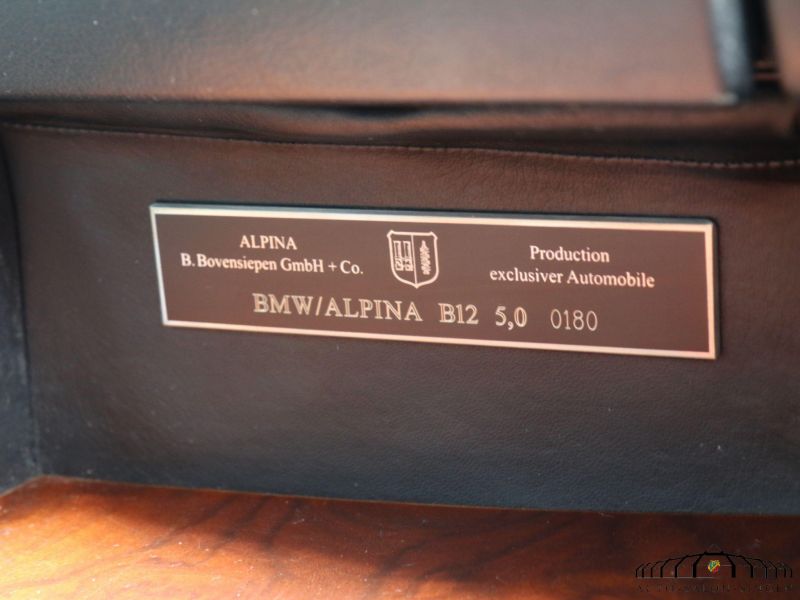 ALPINA
B. Bovensiepen GmbH + Co.
Production
exclusiver Automobile
BMW/ALPINA B12 5,0 0180